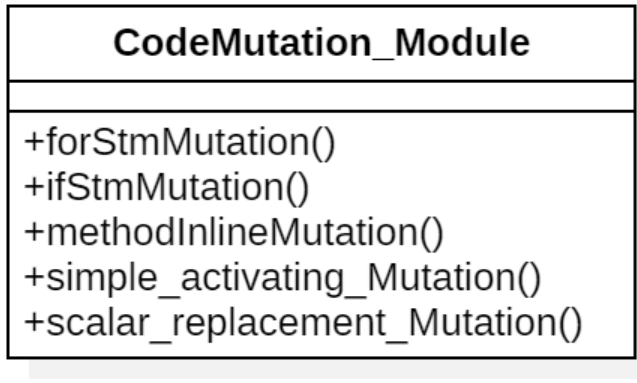 CodeMutation_Module
+forStmMutation()
+ifStmMutation()
+methodInlineMutation()
+simple_activating_Mutation()
+scalar_replacement_Mutation()